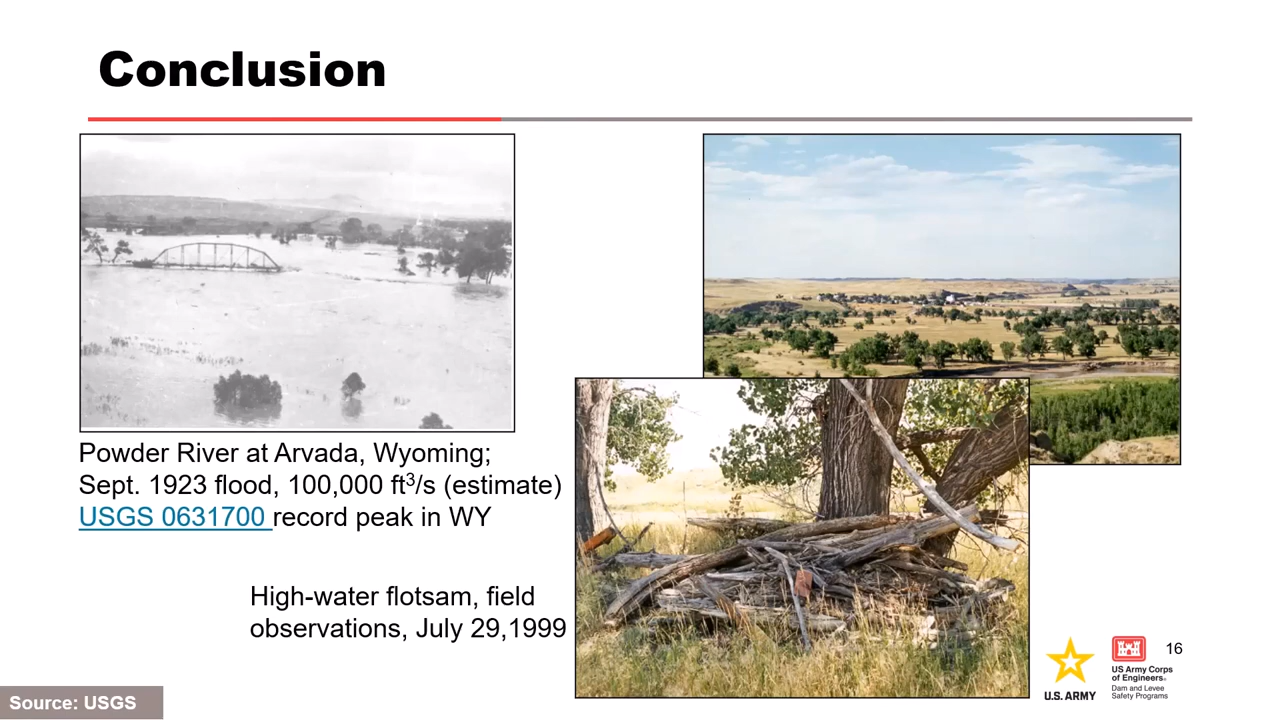 Conclusion
Powder River at Arvada, Wyoming;
Sept. 1923 flood, 100,000 ft³/s (estimate)
USGS 0631700 record peak in WY
High-water flotsam, field
observations, July 29,1999
16
U.S. ARMY
US Army Corps
of Engineers®
Dam and Levee
Safety Programs
Source: USGS